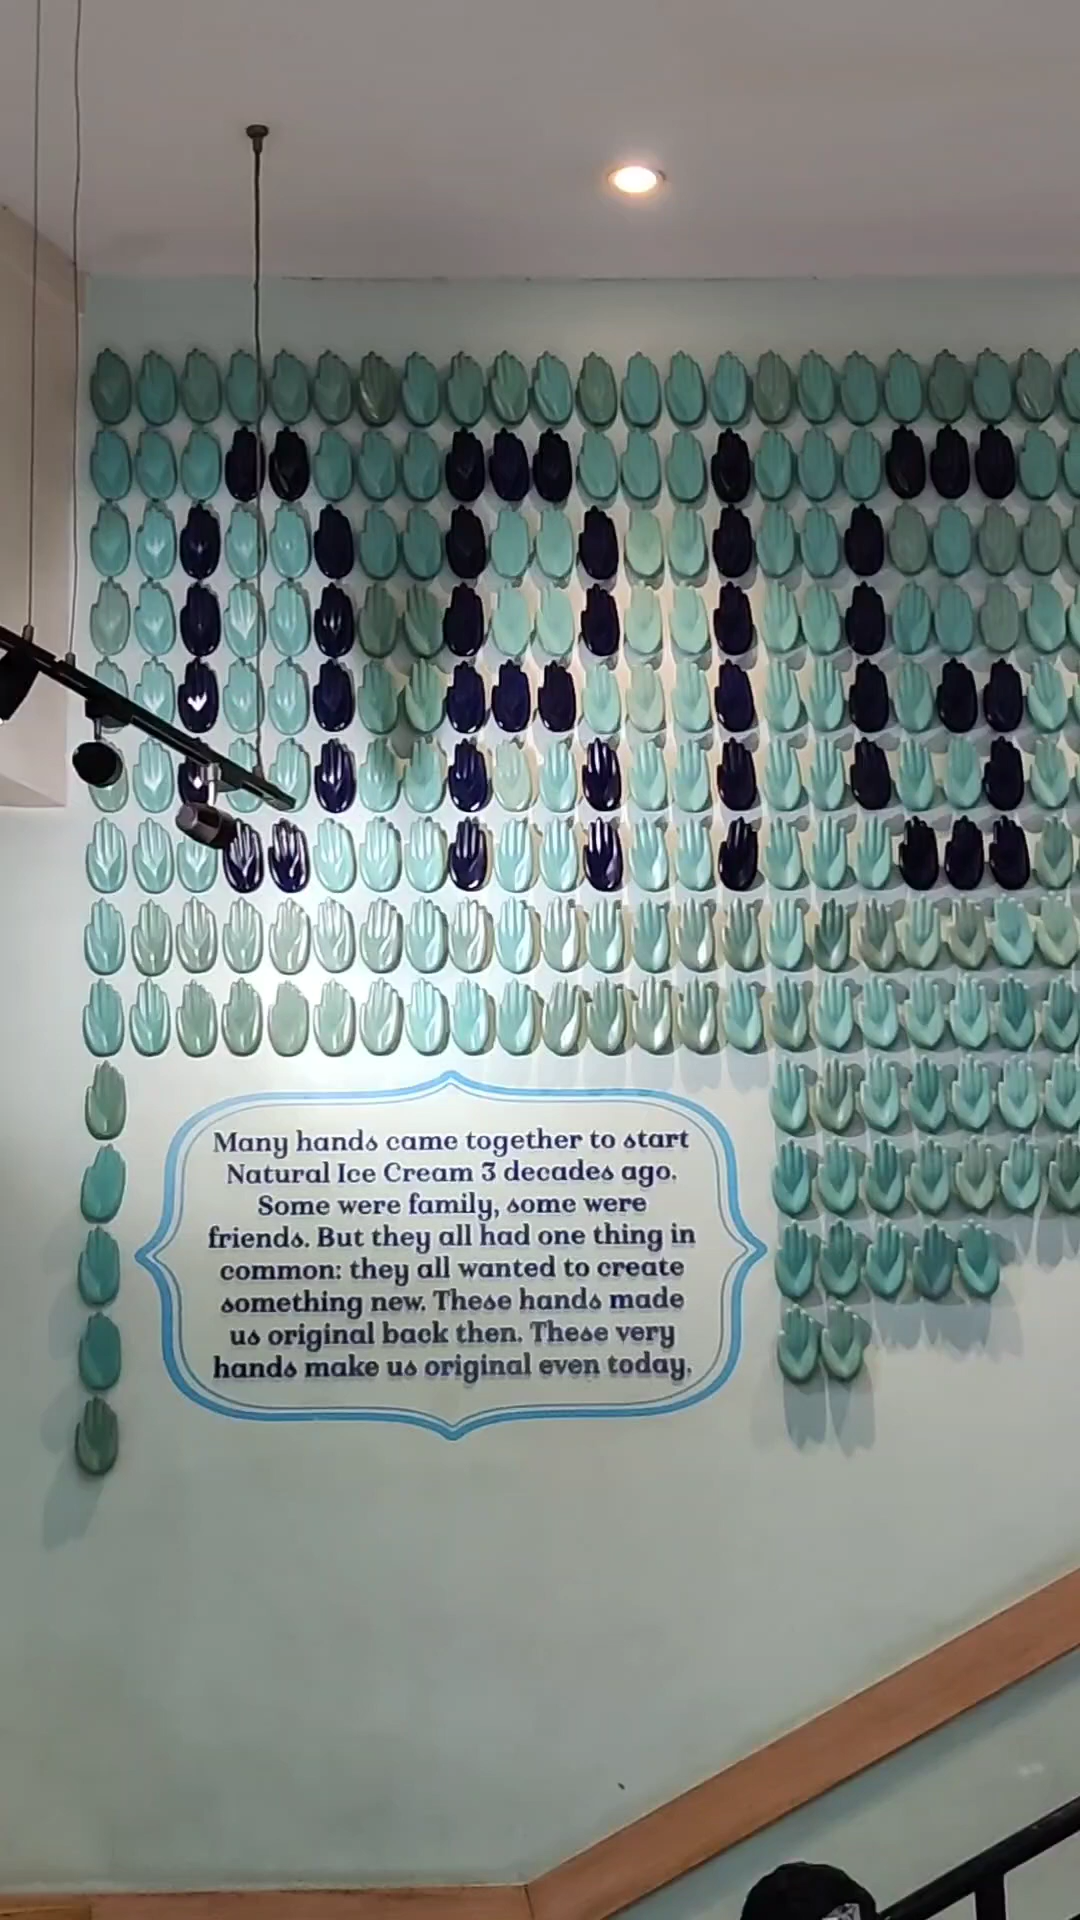 ORIG
Many hands came together to start
Natural Ice Cream 3 decades ago.
Some were family, some were
friends. But they all had one thing in
common: they all wanted to create
something new. These hands made
us original back then. These very
hands make us original even today.